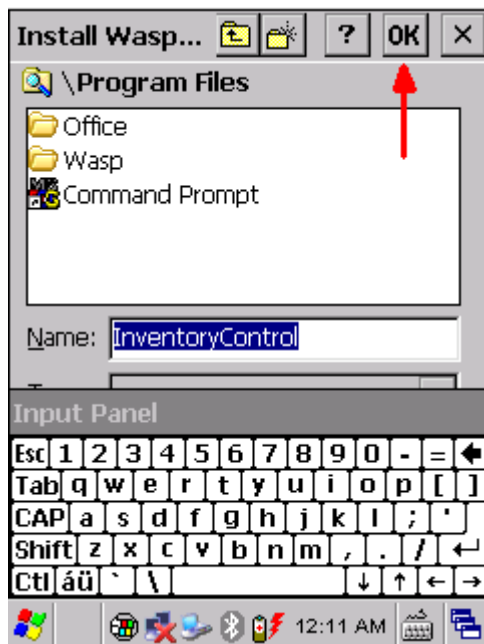 Install Wasp... ? OK ×
\Program Files
Office
Wasp
Command Prompt
Name: InventoryControl
Input Panel
Esc 1 2 3 4 5 6 7 8 9 0 - =
Tab q w e r t y u i o p [ ]
CAP a s d f g h j k l ; '
Shift z x c v b n m , . /
Ctl áü ` \ ↓ ↑ ← →
12:11 AM